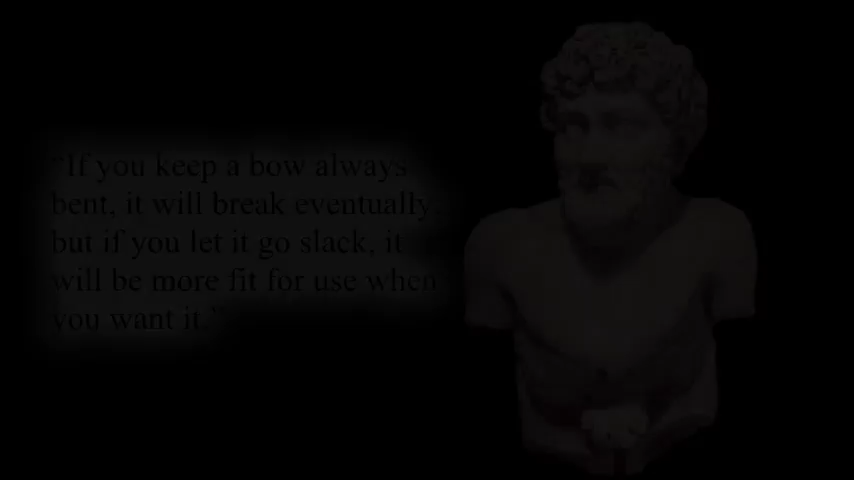 "If you keep a bow always
bent, it will break eventually;
but if you let it go slack, it
will be more fit for use when
you want it."